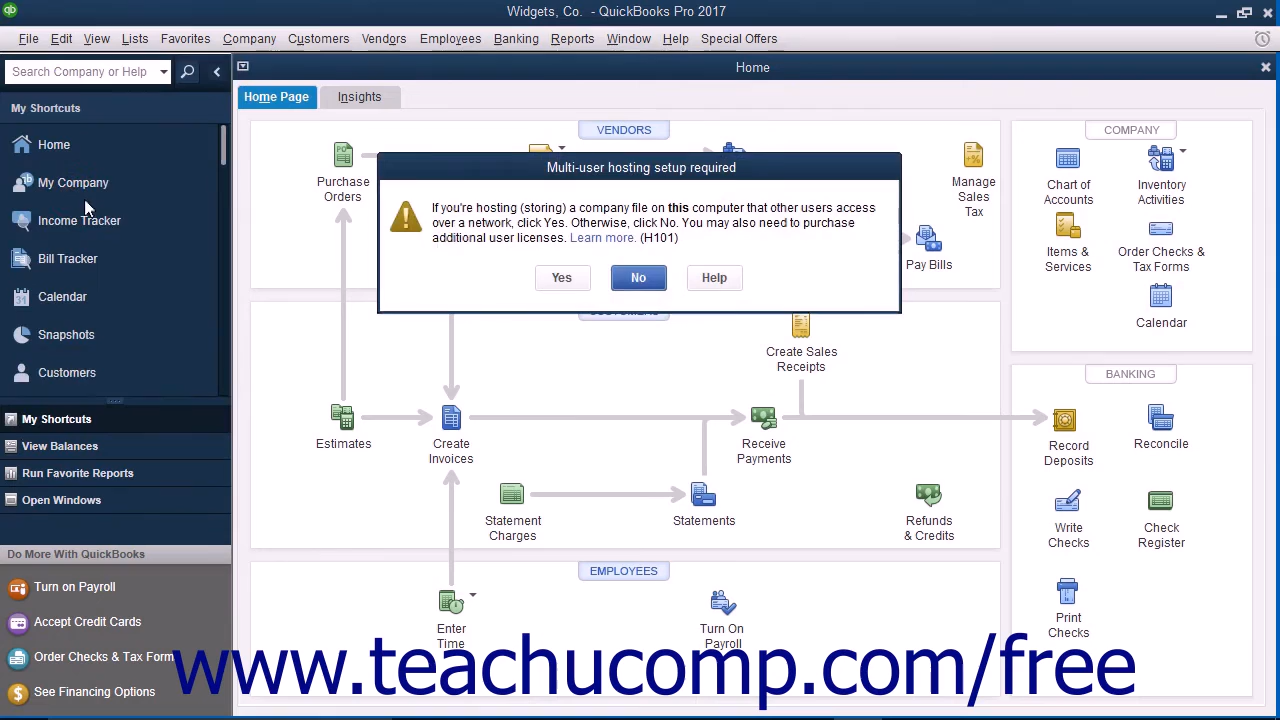 Widgets, Co. - QuickBooks Pro 2017
File Edit View Lists Favorites Company Customers Vendors Employees Banking Reports Window Help Special Offers
Search Company or Help
My Shortcuts
Home
My Company
Income Tracker
Bill Tracker
Calendar
Snapshots
Customers
My Shortcuts
View Balances
Run Favorite Reports
Open Windows
Do More With QuickBooks
Turn on Payroll
Accept Credit Cards
Order Checks & Tax Form
See Financing Options
Home
Home Page Insights
VENDORS
Purchase
Orders
Manage
Sales
Tax
Pay Bills
Multi-user hosting setup required
If you're hosting (storing) a company file on this computer that other users access
over a network, click Yes. Otherwise, click No. You may also need to purchase
additional user licenses. Learn more. (H101)
Yes No Help
CUSTOMERS
Create Sales
Receipts
Estimates
Create
Invoices
Receive
Payments
Statement
Charges
Statements
Refunds
& Credits
EMPLOYEES
Enter
Time
Turn On
Payroll
COMPANY
Chart of
Accounts
Inventory
Activities
Items &
Services
Order Checks &
Tax Forms
Calendar
BANKING
Record
Deposits
Reconcile
Write
Checks
Check
Register
Print
Checks
www.teachucomp.com/free